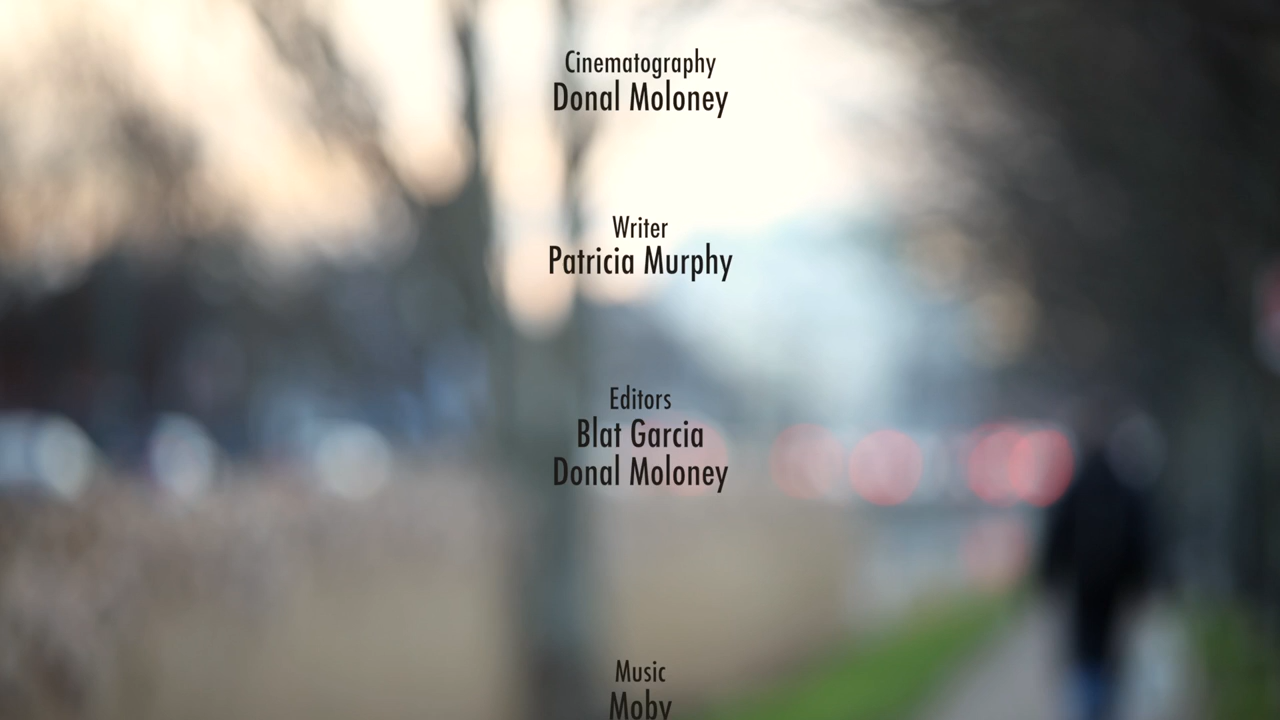 Cinematography
Donal Moloney
Writer
Patricia Murphy
Editors
Blat Garcia
Donal Moloney
Music
Moby